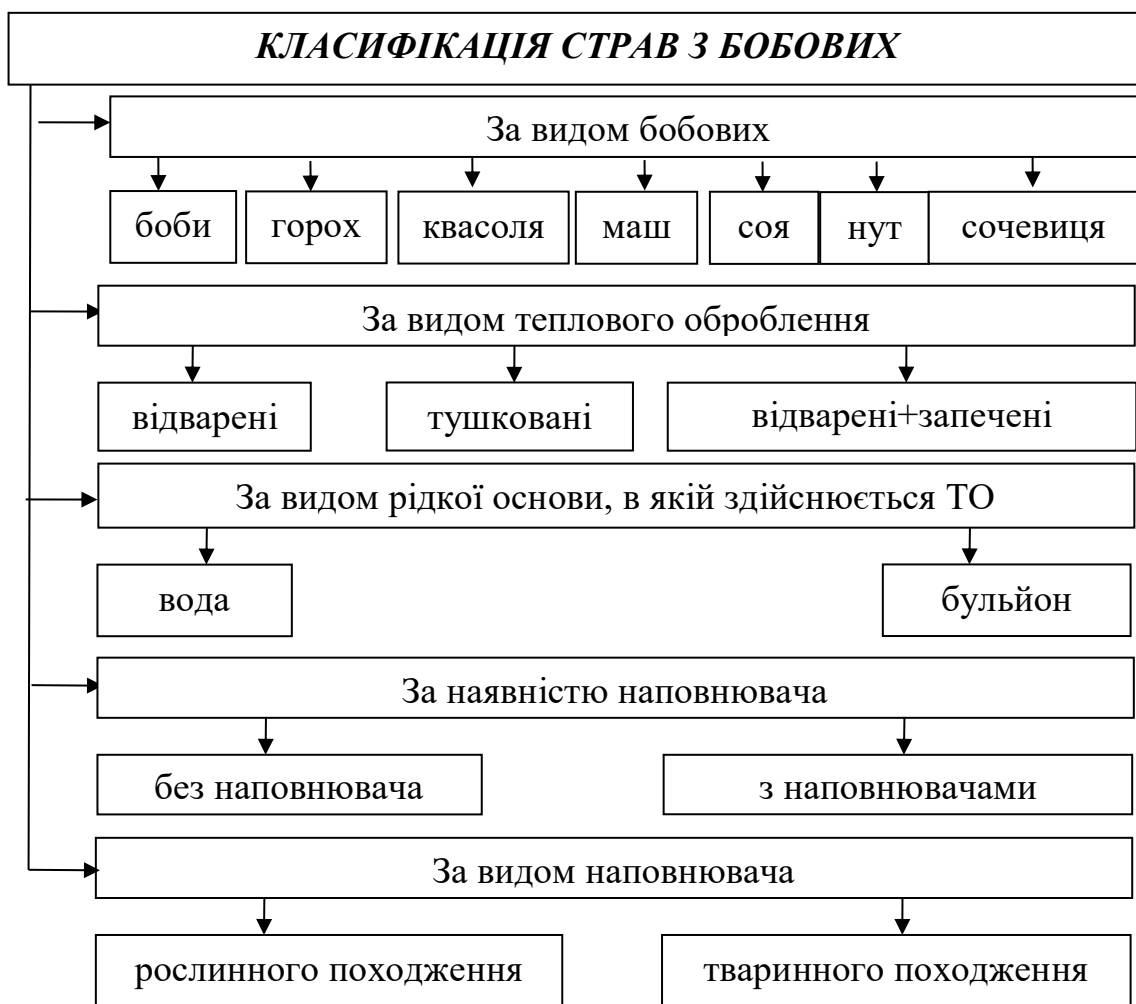 КЛАСИФІКАЦІЯ СТРАВ З БОБОВИХ
За видом бобових
боби горох квасоля маш соя нут сочевиця
За видом теплового оброблення
відварені тушковані відварені+запечені
За видом рідкої основи, в якій здійснюється ТО
вода бульйон
За наявністю наповнювача
без наповнювача з наповнювачами
За видом наповнювача
рослинного походження тваринного походження